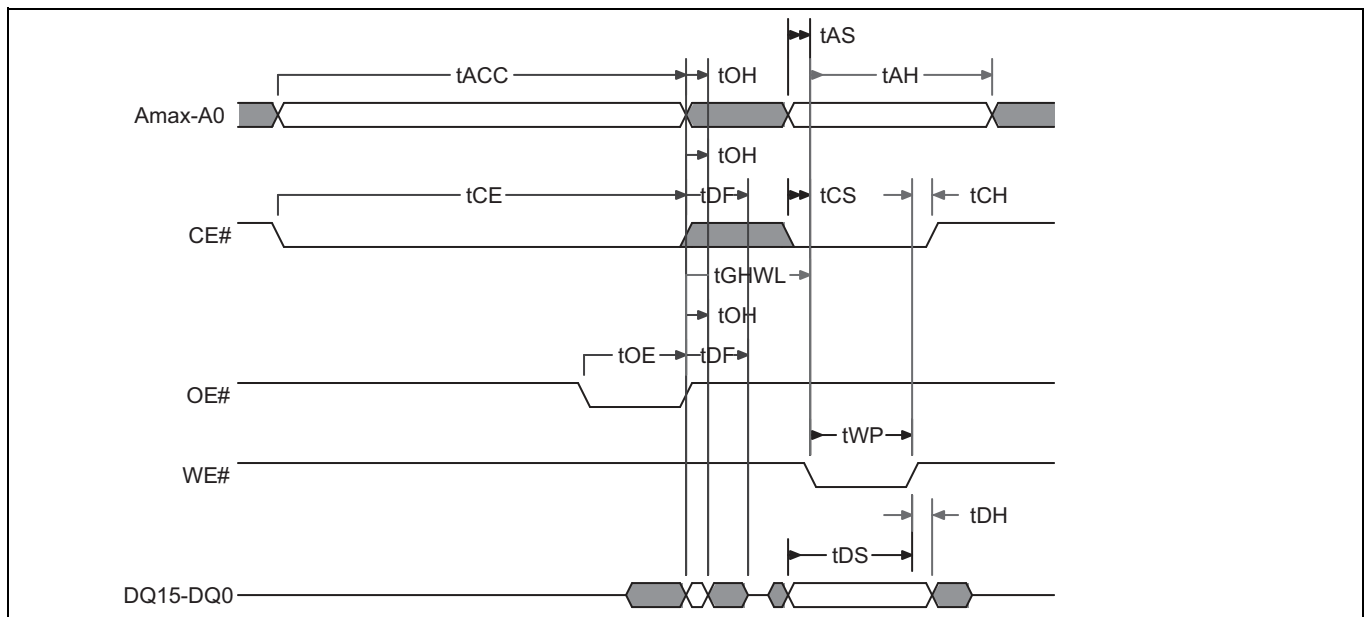 tAS
tACC tOH tAH
Amax-A0
tOH
tCE tDF tCS tCH
CE#
tGHWL
tOH
tOE tDF
OE#
tWP
WE#
tDH
tDS
DQ15-DQ0